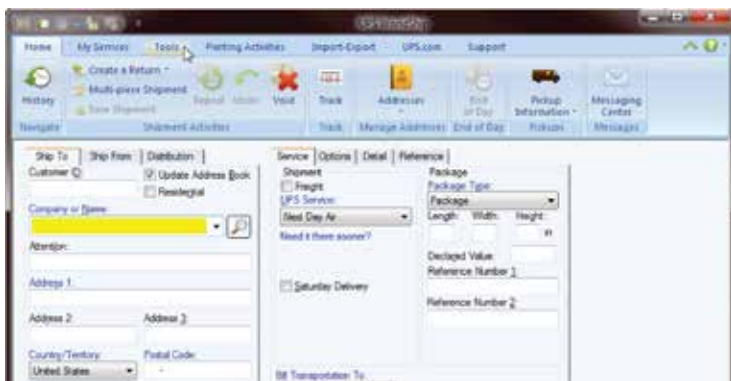 UPS WorldShip
Home My Services Tools Printing Activities Import-Export UPS.com Support
History
Create a Return
Multi-piece Shipment
Save Shipment
Repeat
Void
Track
Addresses
End of Day
Pickup Information
Messaging Center
Navigate Shipment Activities Track Manage Addresses End of Day Pickups Messages
Ship To Ship From Distribution
Customer ID:
Update Address Book
Residential
Company or Name:
Attention:
Address 1:
Address 2: Address 3:
Country/Territory: Postal Code:
United States -
Service Options Detail Reference
Shipment
Freight
UPS Service:
Next Day Air
Need it there sooner?
Saturday Delivery
Bill Transportation To:
Package
Package Type:
Package
Length: Width: Height:
in
Declared Value:
Reference Number 1:
Reference Number 2: